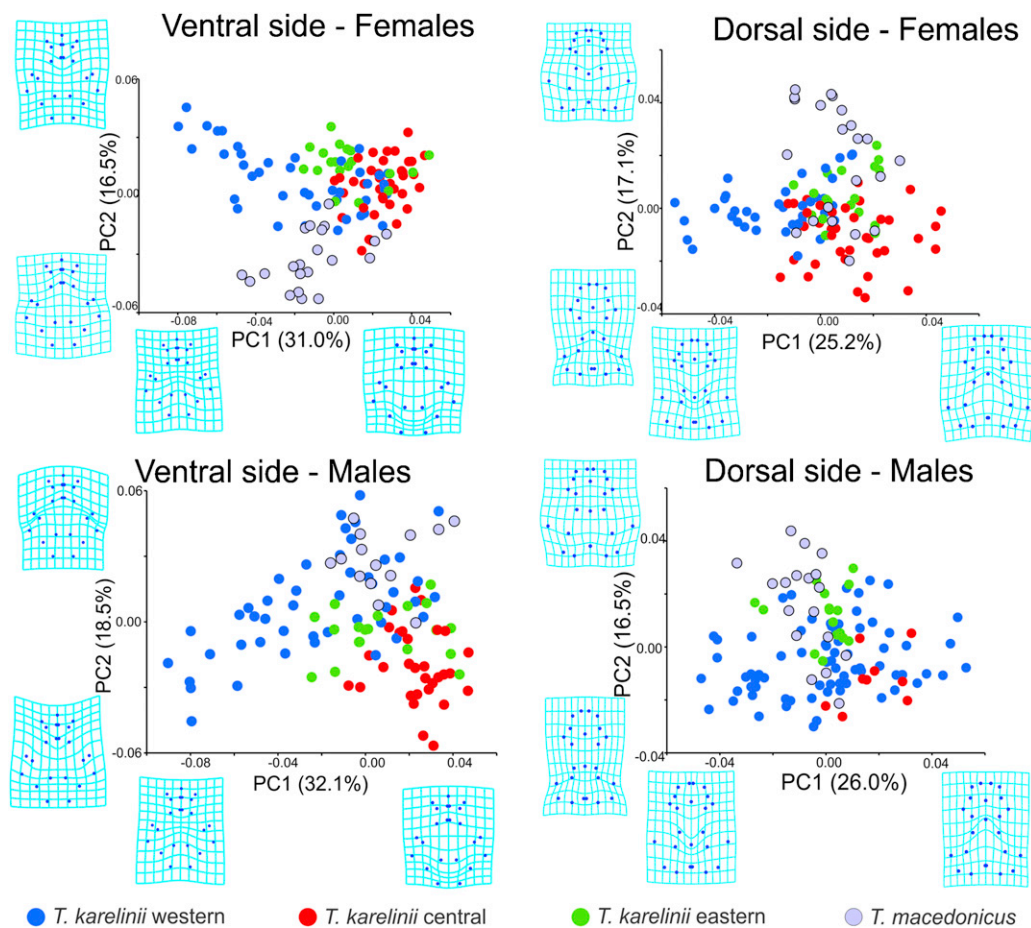 Ventral side - Females
0.06
0.00
-0.06
PC2 (16.5%)
-0.08
-0.04
0.00
0.04
PC1 (31.0%)
Dorsal side - Females
0.04
0.00
-0.04
PC2 (17.1%)
0.00
0.04
PC1 (25.2%)
Ventral side - Males
0.06
0.00
-0.06
PC2 (18.5%)
-0.08
-0.04
0.00
0.04
PC1 (32.1%)
Dorsal side - Males
0.04
0.00
-0.04
PC2 (16.5%)
-0.04
0.00
0.04
PC1 (26.0%)
T. karelinii western
T. karelinii central
T. karelinii eastern
T. macedonicus